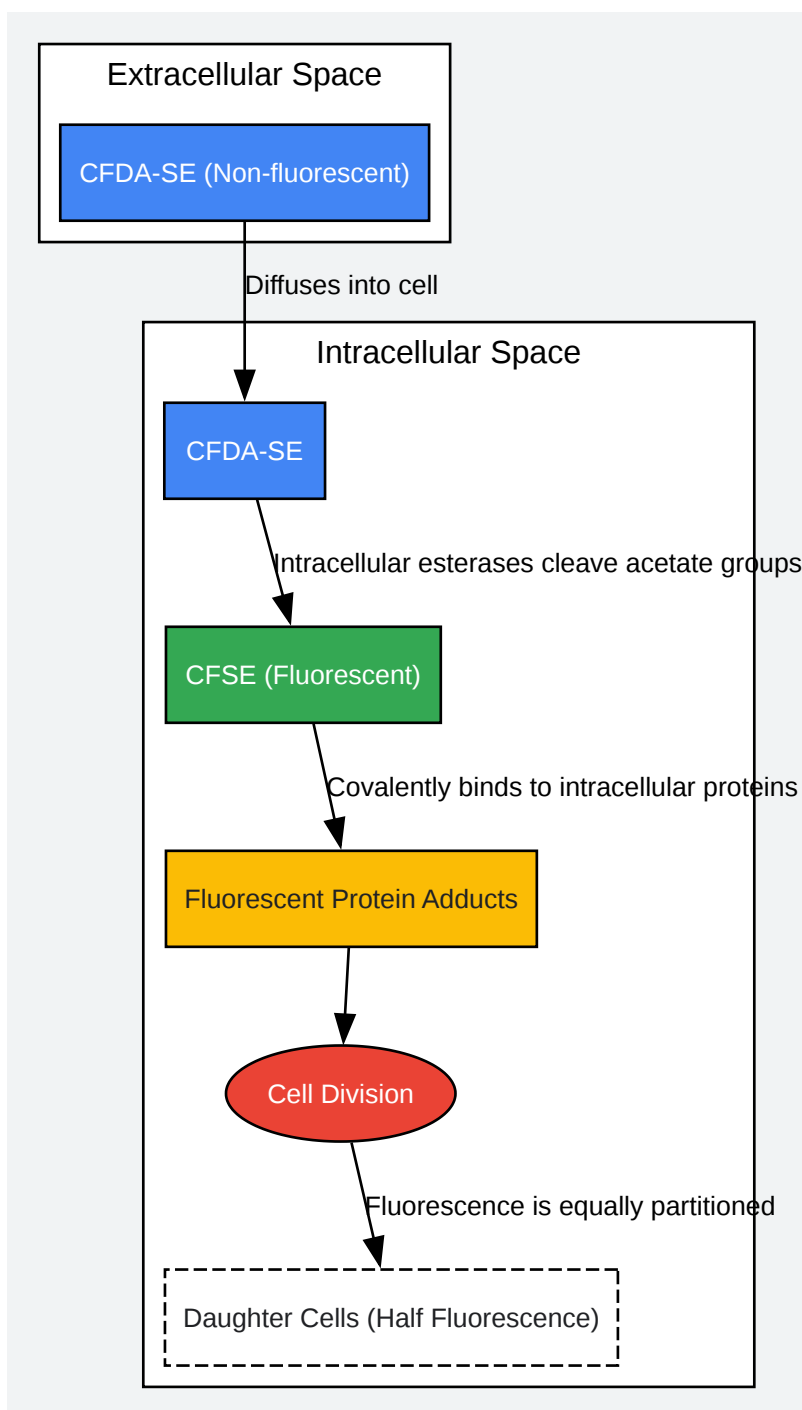 Extracellular Space
CFDA-SE (Non-fluorescent)
Diffuses into cell
Intracellular Space
CFDA-SE
Intracellular esterases cleave acetate groups
CFSE (Fluorescent)
Covalently binds to intracellular proteins
Fluorescent Protein Adducts
Cell Division
Fluorescence is equally partitioned
Daughter Cells (Half Fluorescence)